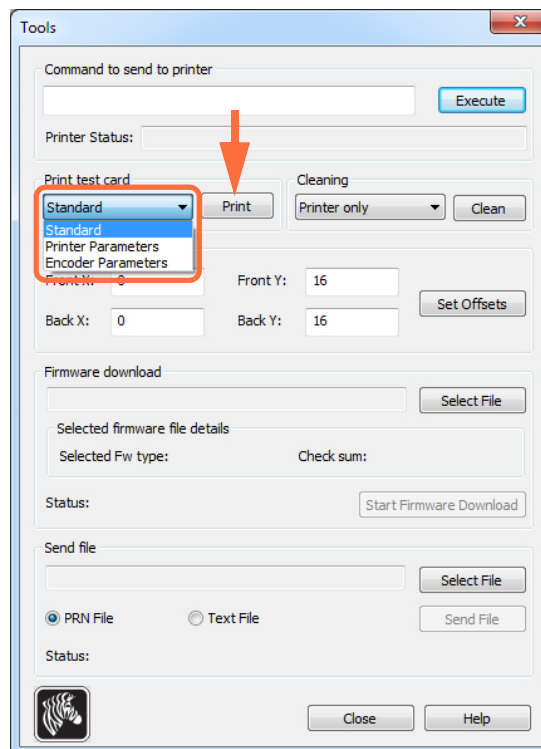 Tools
Command to send to printer
Execute
Printer Status:
Print test card
Cleaning
Standard
Print
Printer only
Clean
Standard
Printer Parameters
Encoder Parameters
Front Y: 16
Set Offsets
Back X: 0 Back Y: 16
Firmware download
Select File
Selected firmware file details
Selected Fw type: Check sum:
Status:
Start Firmware Download
Send file
Select File
PRN File Text File
Send File
Status:
Close Help